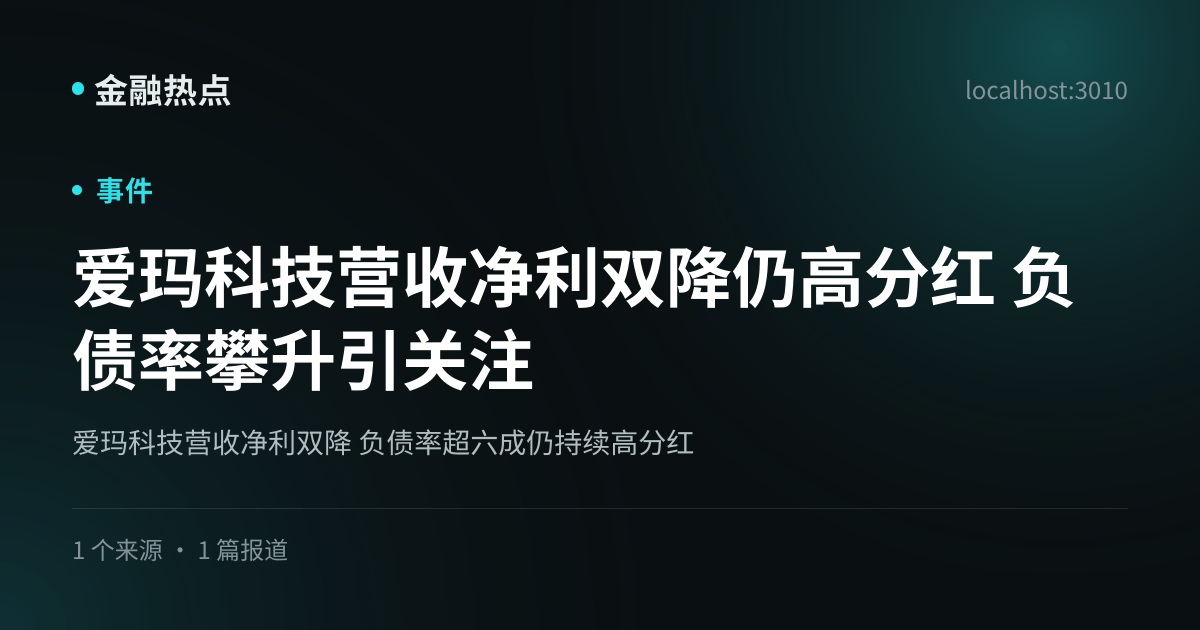 金融热点
localhost:3010
事件
爱玛科技营收净利双降仍高分红 负
债率攀升引关注
爱玛科技营收净利双降 负债率超六成仍持续高分红
1 个来源 · 1 篇报道